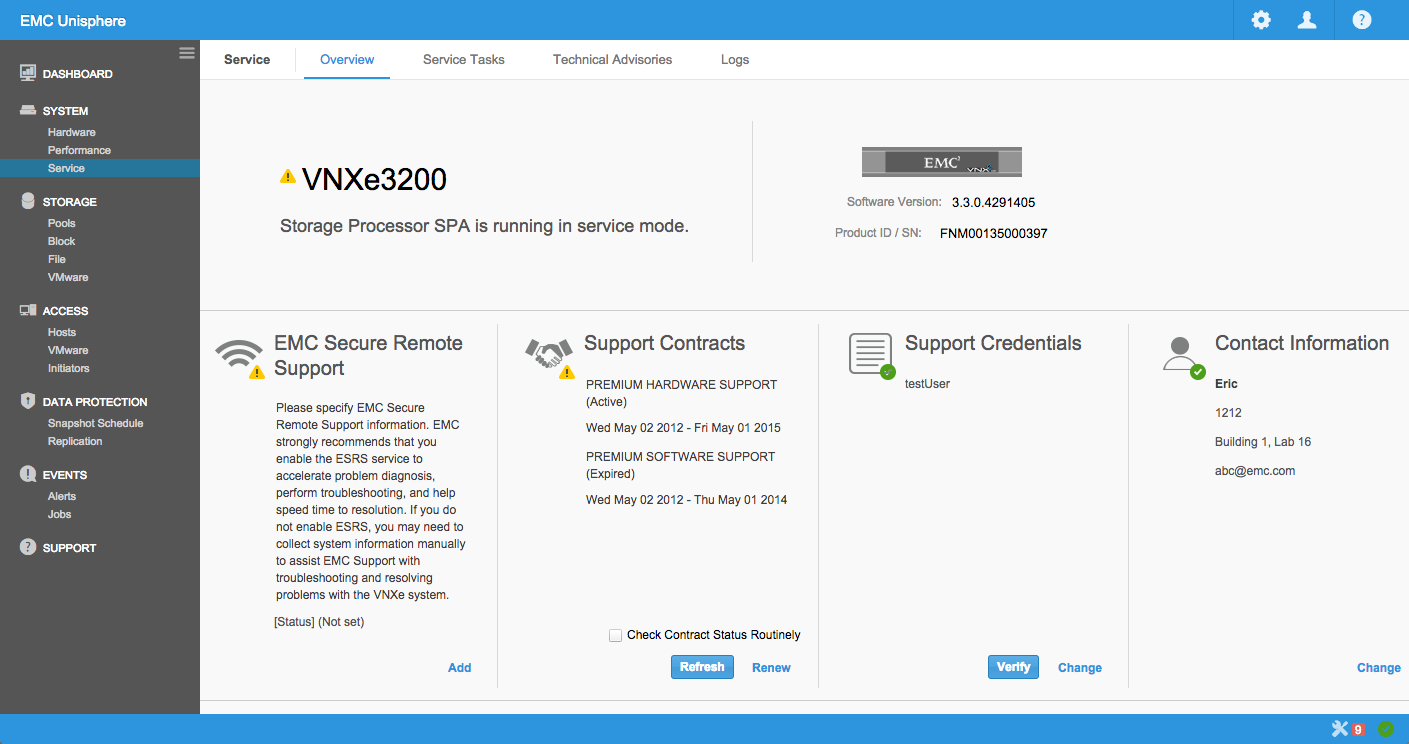 EMC Unisphere
?
DASHBOARD
SYSTEM
Hardware
Performance
Service
STORAGE
Pools
Block
File
VMware
ACCESS
Hosts
VMware
Initiators
DATA PROTECTION
Snapshot Schedule
Replication
EVENTS
Alerts
Jobs
SUPPORT
Service
Overview
Service Tasks
Technical Advisories
Logs
VNXe3200
Storage Processor SPA is running in service mode.
EMC²
VNX
Software Version: 3.3.0.4291405
Product ID / SN: FNM00135000397
EMC Secure Remote
Support
Please specify EMC Secure
Remote Support information. EMC
strongly recommends that you
enable the ESRS service to
accelerate problem diagnosis,
perform troubleshooting, and help
speed time to resolution. If you do
not enable ESRS, you may need to
collect system information manually
to assist EMC Support with
troubleshooting and resolving
problems with the VNXe system.
[Status] (Not set)
Add
Support Contracts
PREMIUM HARDWARE SUPPORT
(Active)
Wed May 02 2012 - Fri May 01 2015
PREMIUM SOFTWARE SUPPORT
(Expired)
Wed May 02 2012 - Thu May 01 2014
Check Contract Status Routinely
Refresh
Renew
Support Credentials
testUser
Verify
Change
Contact Information
Eric
1212
Building 1, Lab 16
abc@emc.com
Change
9